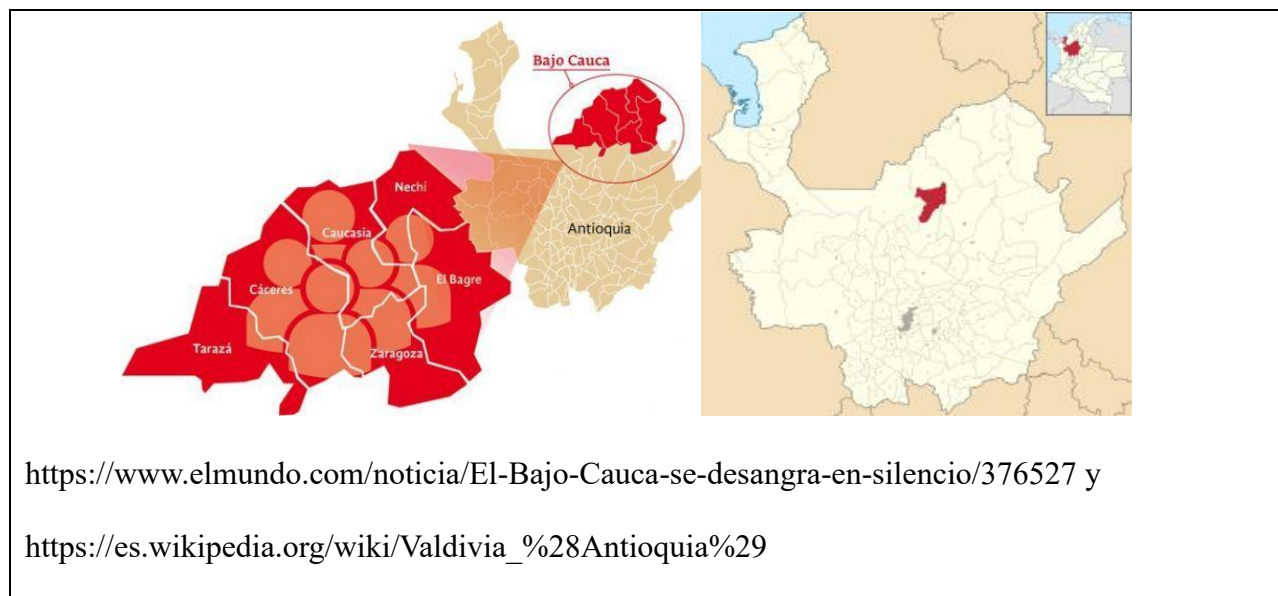 Bajo Cauca
Nechí
Caucasia
Antioquia
El Bagre
Cáceres
Tarazá
Zaragoza
https://www.elmundo.com/noticia/El-Bajo-Cauca-se-desangra-en-silencio/376527 y
https://es.wikipedia.org/wiki/Valdivia_%28Antioquia%29